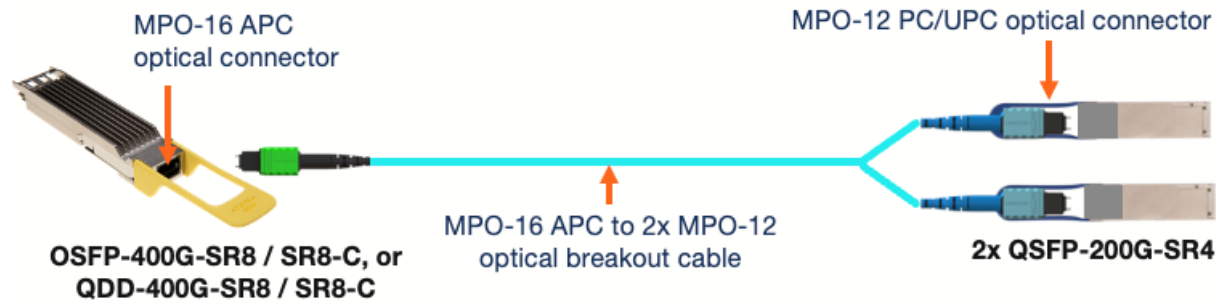 MPO-16 APC
optical connector
MPO-12 PC/UPC optical connector
MPO-16 APC to 2x MPO-12
optical breakout cable
OSFP-400G-SR8 / SR8-C, or
QDD-400G-SR8 / SR8-C
2x QSFP-200G-SR4